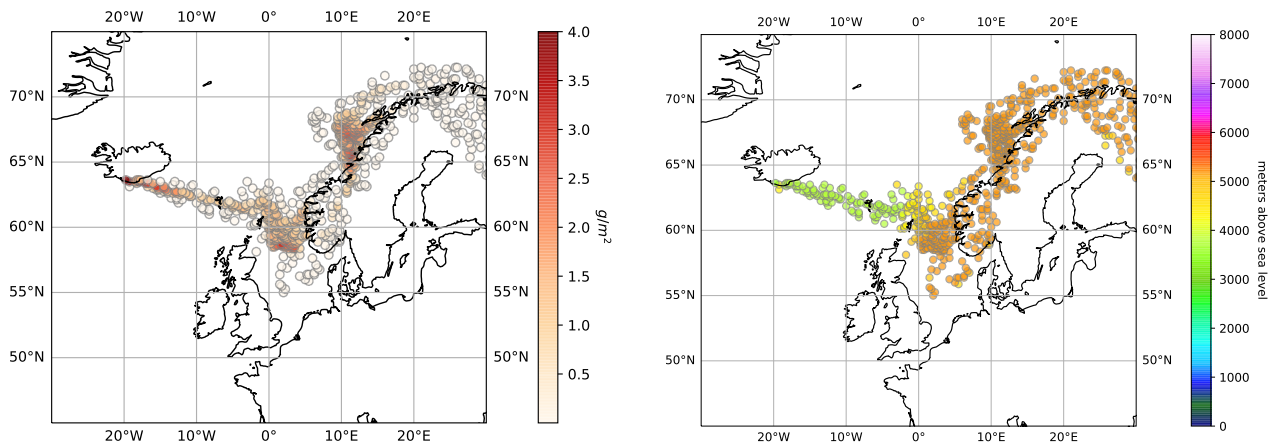 20°W 10°W 0° 10°E 20°E
70°N 70°N
65°N 65°N
60°N 60°N
55°N 55°N
50°N 50°N
20°W 10°W 0° 10°E 20°E
4.0
3.5
3.0
2.5
2.0
1.5
1.0
0.5
g/m²
20°W 10°W 0° 10°E 20°E
70°N 70°N
65°N 65°N
60°N 60°N
55°N 55°N
50°N 50°N
20°W 10°W 0° 10°E 20°E
8000
7000
6000
5000
4000
3000
2000
1000
0
meters above sea level